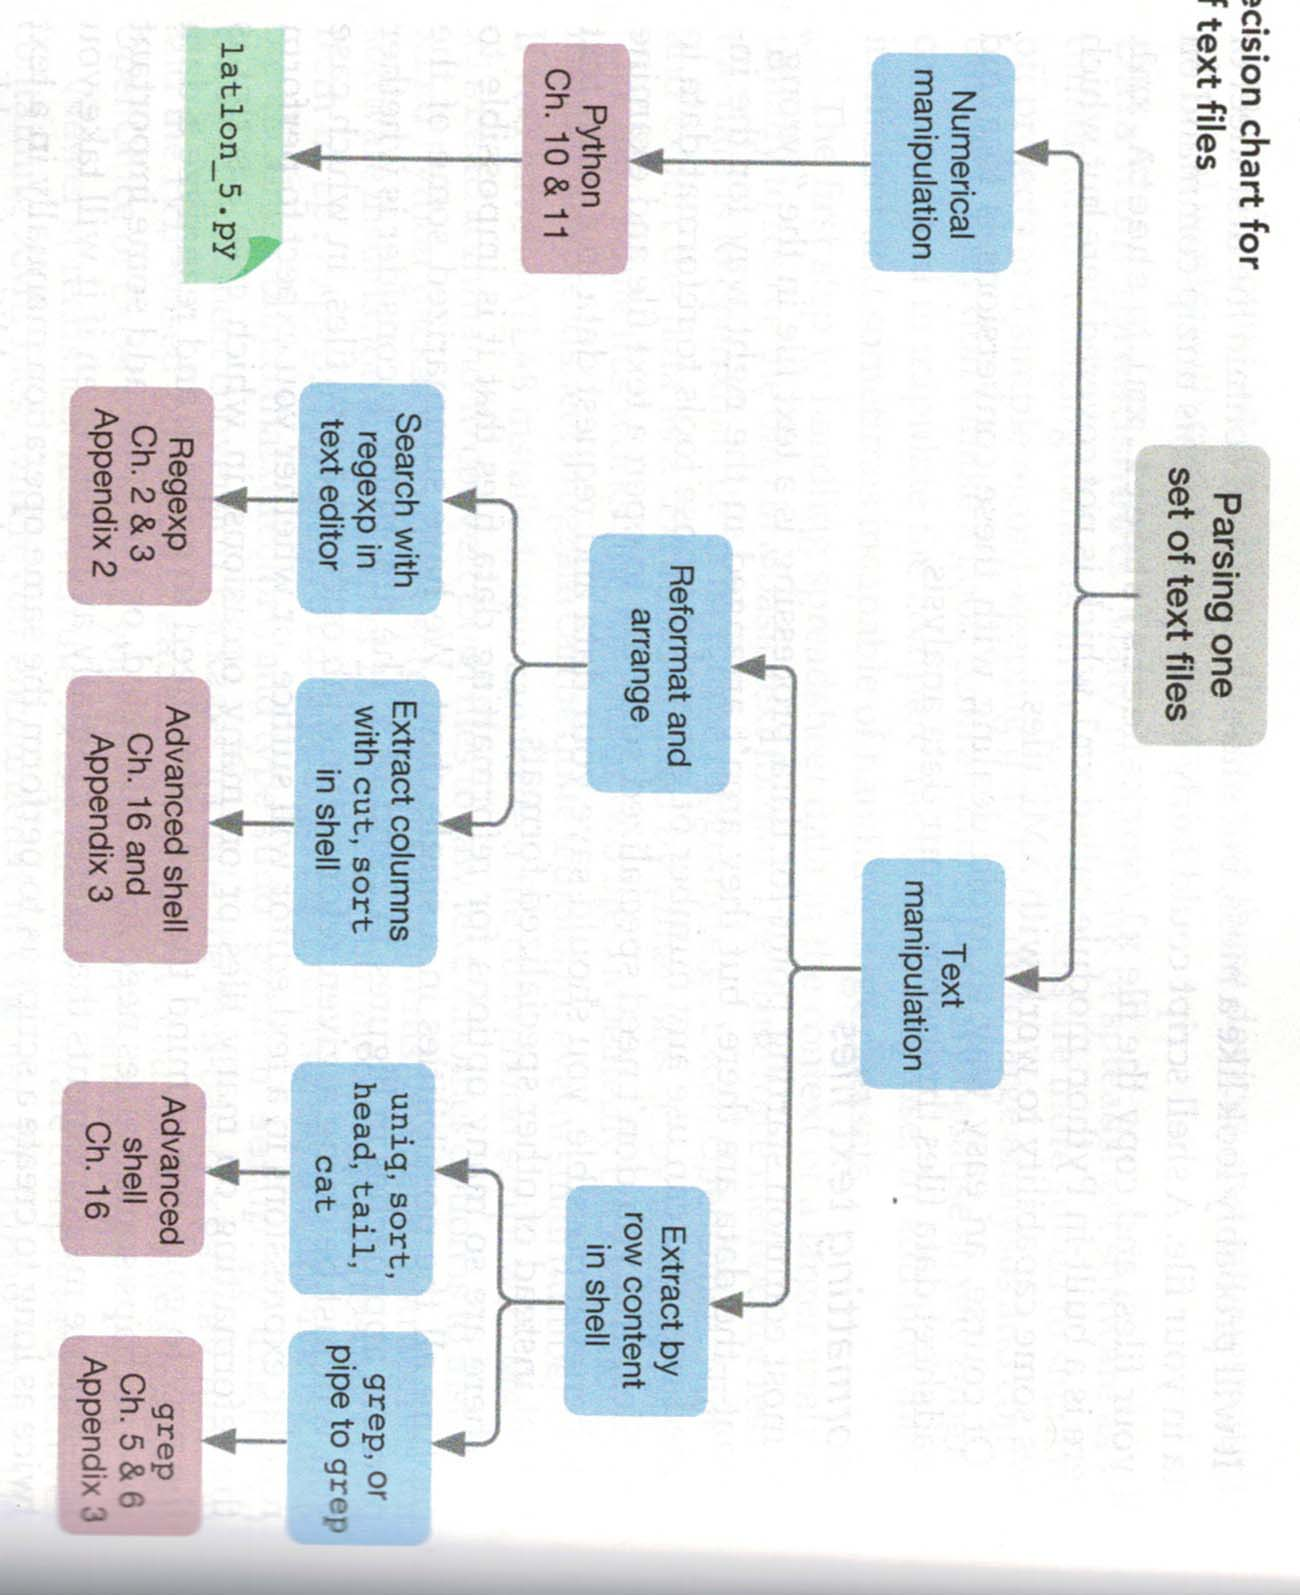 ecision chart for
f text files
Parsing one
set of text files
Numerical
manipulation
Python
Ch. 10 & 11
latlon_5.py
Text
manipulation
Reformat and
arrange
Search with
regexp in
text editor
Regexp
Ch. 2 & 3
Appendix 2
Extract columns
with cut, sort
in shell
Advanced shell
Ch. 16 and
Appendix 3
Extract by
row content
in shell
uniq, sort,
head, tail,
cat
Advanced
shell
Ch. 16
grep, or
pipe to grep
grep
Ch. 5 & 6
Appendix 3